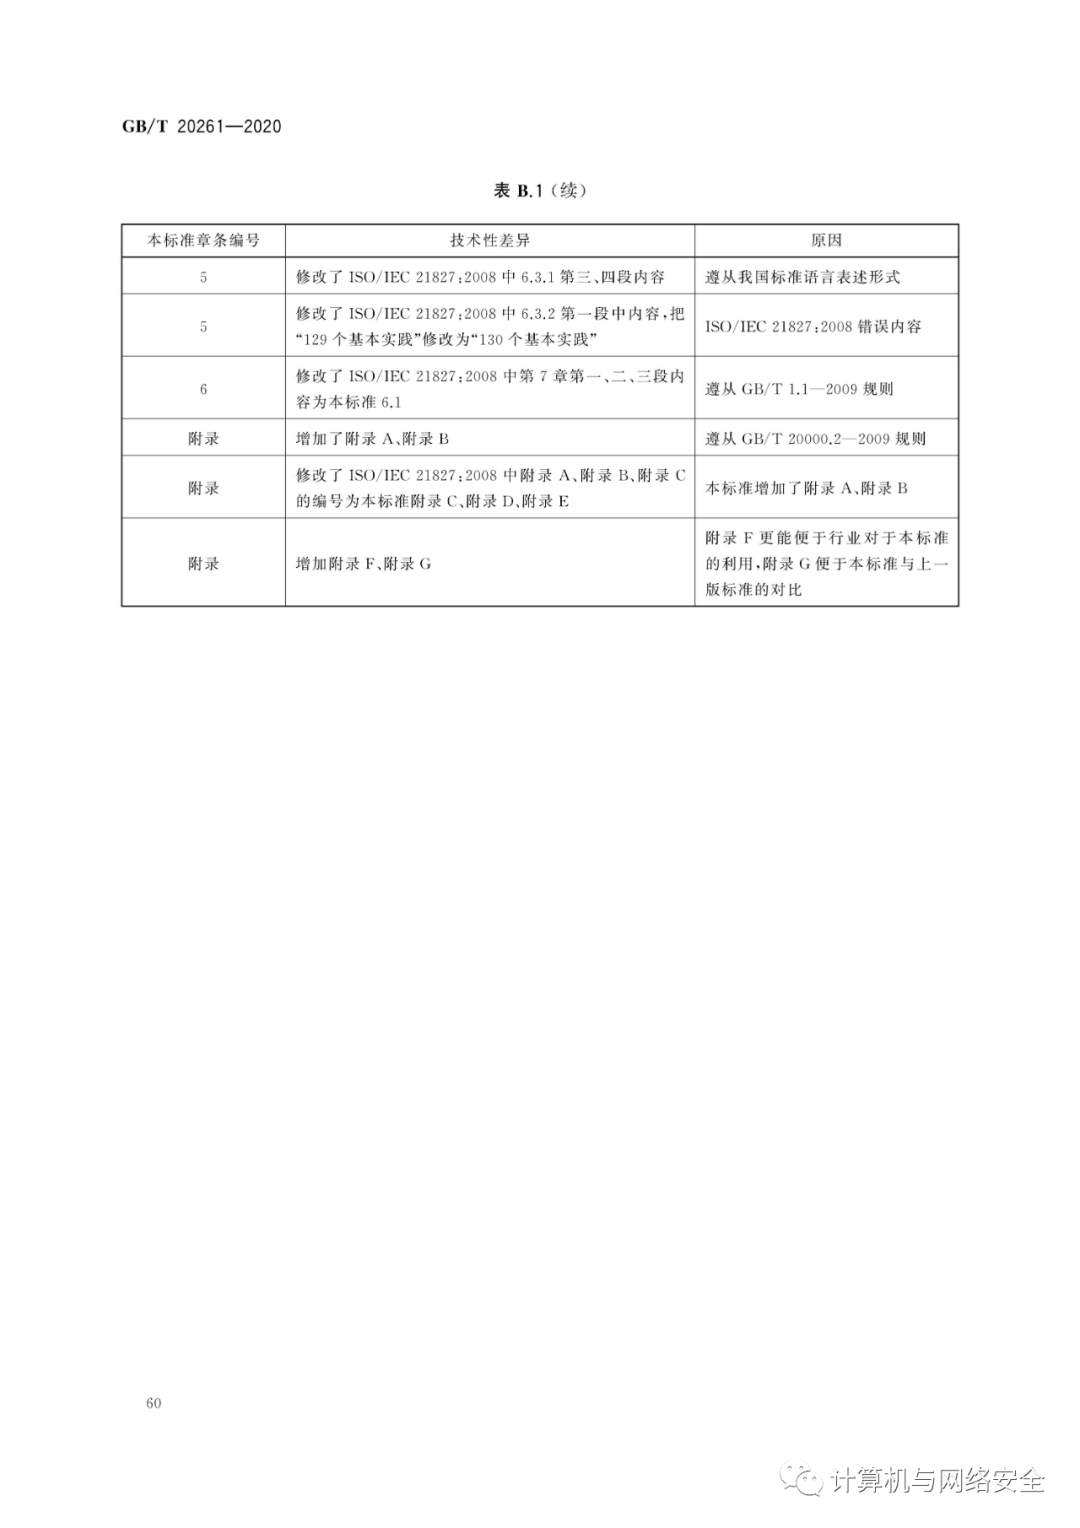 GB/T 20261—2020
表 B.1（续）
本标准章条编号 技术性差异 原因
5 修改了 ISO/IEC 21827:2008 中 6.3.1 第三、四段内容 遵从我国标准语言表述形式
5 修改了 ISO/IEC 21827:2008 中 6.3.2 第一段中内容，把
“129 个基本实践”修改为“130 个基本实践” ISO/IEC 21827:2008 错误内容
6 修改了 ISO/IEC 21827:2008 中第 7 章第一、二、三段内
容为本标准 6.1 遵从 GB/T 1.1—2009 规则
附录 增加了附录 A、附录 B 遵从 GB/T 20000.2—2009 规则
附录 修改了 ISO/IEC 21827:2008 中附录 A、附录 B、附录 C
的编号为本标准附录 C、附录 D、附录 E 本标准增加了附录 A、附录 B
附录 增加附录 F、附录 G 附录 F 更能便于行业对于本标准
的利用，附录 G 便于本标准与上一
版标准的对比
60
计算机与网络安全